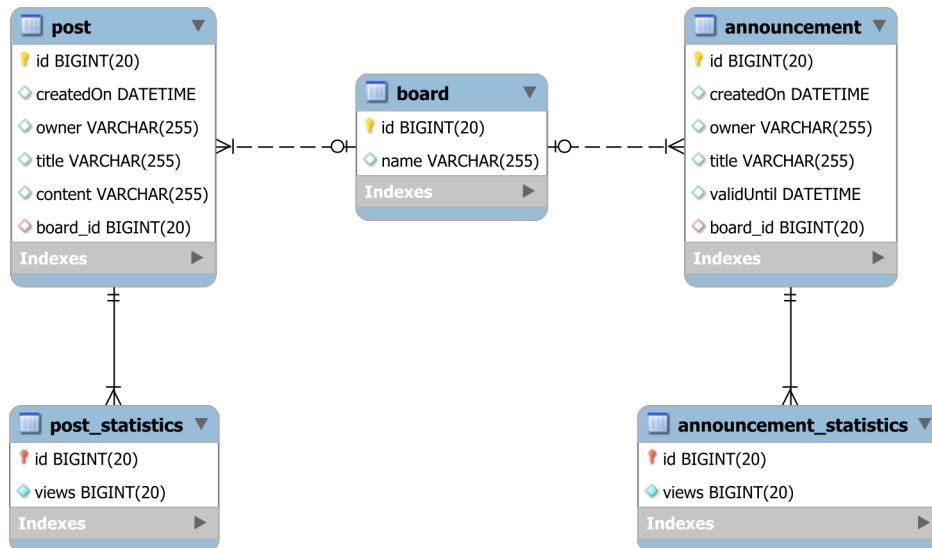 post
id BIGINT(20)
createdOn DATETIME
owner VARCHAR(255)
title VARCHAR(255)
content VARCHAR(255)
board_id BIGINT(20)
Indexes
board
id BIGINT(20)
name VARCHAR(255)
Indexes
announcement
id BIGINT(20)
createdOn DATETIME
owner VARCHAR(255)
title VARCHAR(255)
validUntil DATETIME
board_id BIGINT(20)
Indexes
post_statistics
id BIGINT(20)
views BIGINT(20)
Indexes
announcement_statistics
id BIGINT(20)
views BIGINT(20)
Indexes